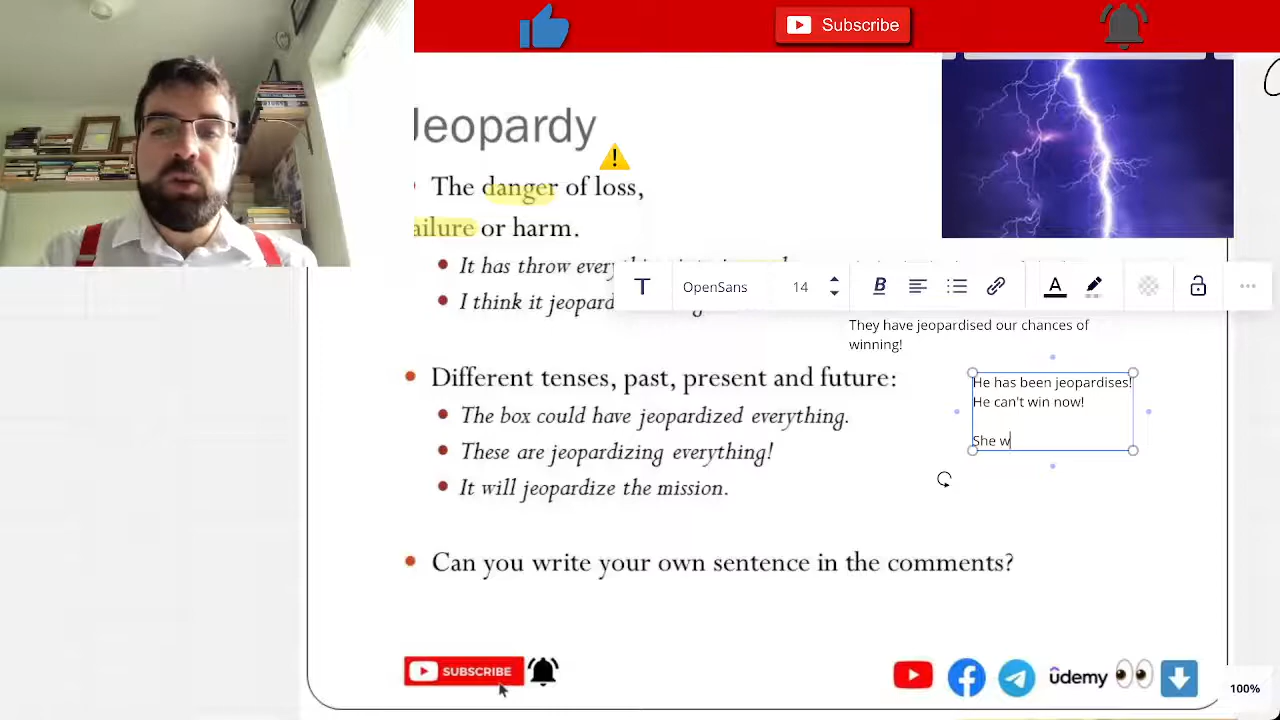 Subscribe
Jeopardy
The danger of loss,
failure or harm.
It has throw
I think it
They have jeopardised our chances of
winning!
OpenSans
14
B
A
T
Different tenses, past, present and future:
The box could have jeopardized everything.
These are jeopardizing everything!
It will jeopardize the mission.
He has been jeopardises!
He can't win now!
She w
Can you write your own sentence in the comments?
SUBSCRIBE
udemy
100%